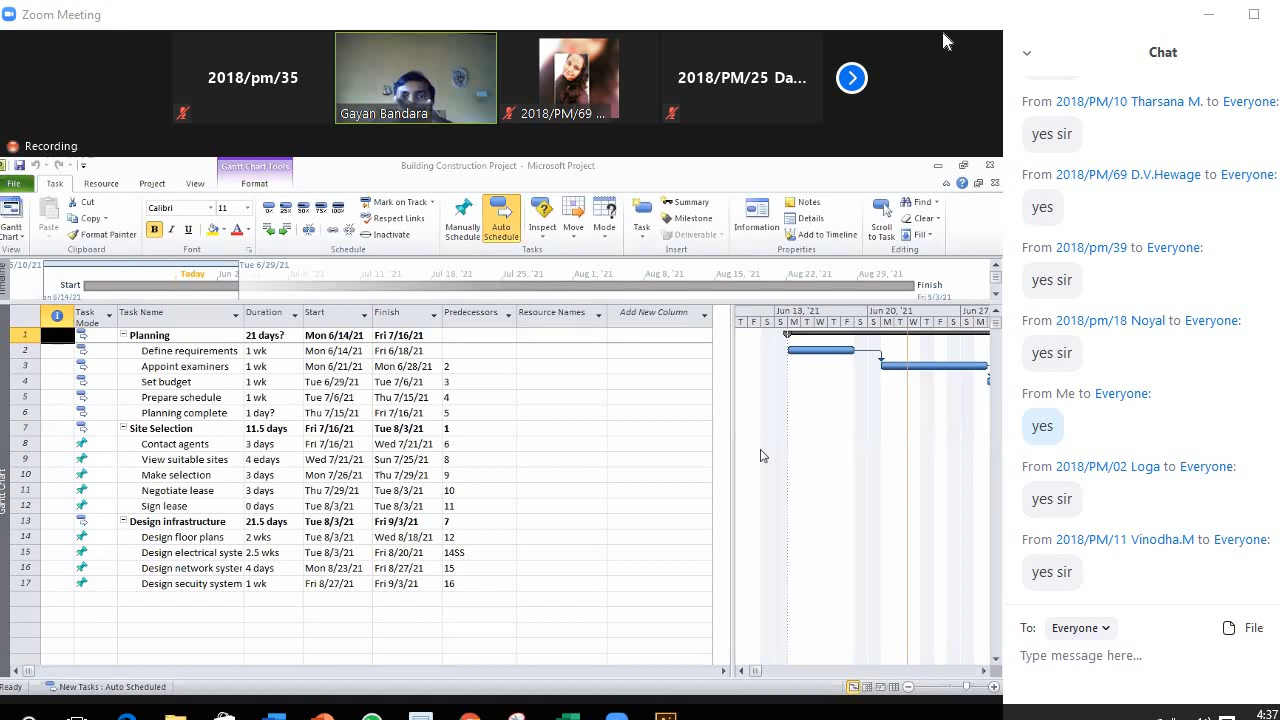 Zoom Meeting
2018/pm/35
Gayan Bandara
2018/PM/69 ...
2018/PM/25 Da...
Recording
Gantt Chart Tools
Building Construction Project - Microsoft Project
File Task Resource Project View Format
Gantt Chart
View
Paste
Cut
Copy
Format Painter
Clipboard
Calibri 11
B I U
Font
Mark on Track
Respect Links
Inactivate
Schedule
Manually Schedule
Auto Schedule
Inspect Move Mode
Tasks
Task
Summary
Milestone
Deliverable
Insert
Information
Notes
Details
Add to Timeline
Properties
Scroll to Task
Find
Clear
Fill
Editing
5/10/21 Tue 6/29/21
Today Jun 2 Jul 11, '21 Jul 18, '21 Jul 25, '21 Aug 1, '21 Aug 8, '21 Aug 15, '21 Aug 22, '21 Aug 29, '21
Start Finish
on 6/14/21 Fri 9/3/21
Task Mode Task Name Duration Start Finish Predecessors Resource Names Add New Column
1 Planning 21 days? Mon 6/14/21 Fri 7/16/21
2 Define requirements 1 wk Mon 6/14/21 Fri 6/18/21
3 Appoint examiners 1 wk Mon 6/21/21 Mon 6/28/21 2
4 Set budget 1 wk Tue 6/29/21 Tue 7/6/21 3
5 Prepare schedule 1 wk Tue 7/6/21 Thu 7/15/21 4
6 Planning complete 1 day? Thu 7/15/21 Fri 7/16/21 5
7 Site Selection 11.5 days Fri 7/16/21 Tue 8/3/21 1
8 Contact agents 3 days Fri 7/16/21 Wed 7/21/21 6
9 View suitable sites 4 edays Wed 7/21/21 Sun 7/25/21 8
10 Make selection 3 days Mon 7/26/21 Thu 7/29/21 9
11 Negotiate lease 3 days Thu 7/29/21 Tue 8/3/21 10
12 Sign lease 0 days Tue 8/3/21 Tue 8/3/21 11
13 Design infrastructure 21.5 days Tue 8/3/21 Fri 9/3/21 7
14 Design floor plans 2 wks Tue 8/3/21 Wed 8/18/21 12
15 Design electrical syste 2.5 wks Tue 8/3/21 Fri 8/20/21 14SS
16 Design network syster 4 days Mon 8/23/21 Fri 8/27/21 15
17 Design secuity system 1 wk Fri 8/27/21 Fri 9/3/21 16
Jun 13, '21 Jun 20, '21 Jun 27
T F S S M T W T F S S M T W T F S S M T
Gantt Chart
Ready New Tasks : Auto Scheduled
Chat
From 2018/PM/10 Tharsana M. to Everyone:
yes sir
From 2018/PM/69 D.V.Hewage to Everyone:
yes
From 2018/pm/39 to Everyone:
yes sir
From 2018/pm/18 Noyal to Everyone:
yes sir
From Me to Everyone:
yes
From 2018/PM/02 Loga to Everyone:
yes sir
From 2018/PM/11 Vinodha.M to Everyone:
yes sir
To: Everyone File
Type message here...
4:37